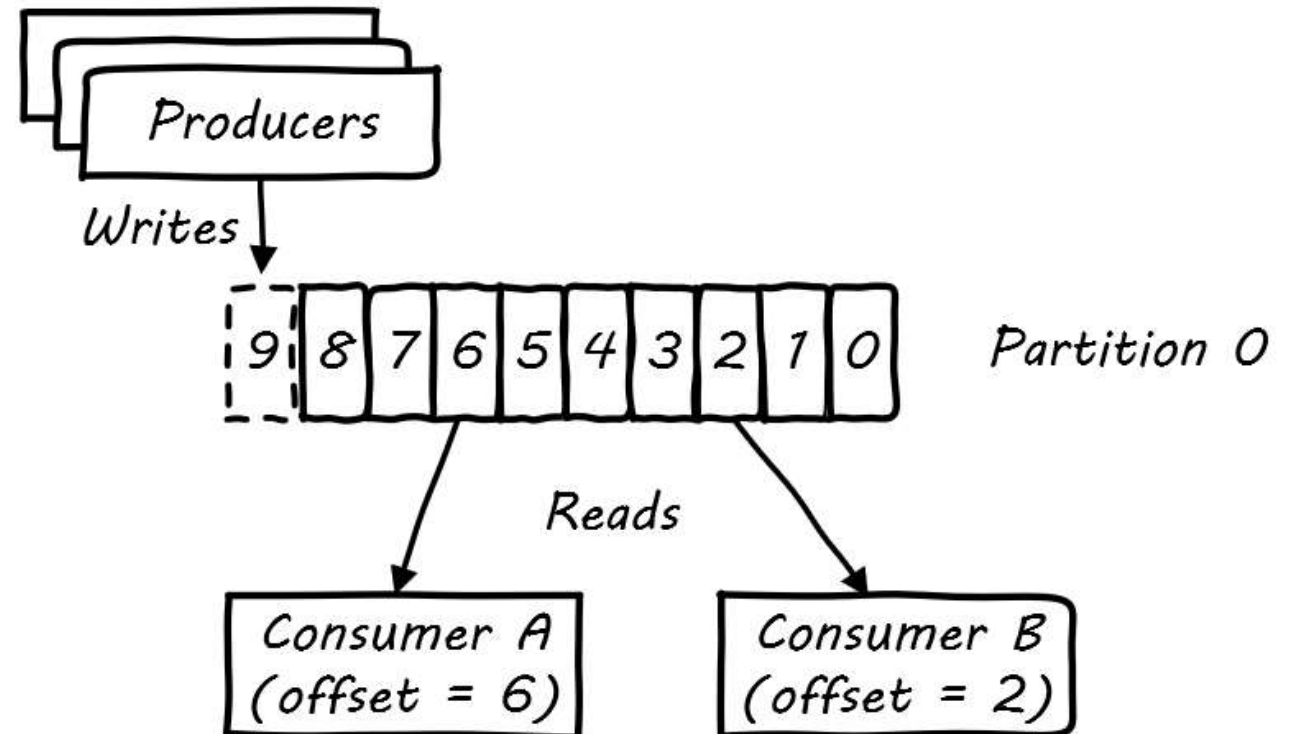 Producers
Writes
9 8 7 6 5 4 3 2 1 0 Partition 0
Reads
Consumer A
(offset = 6)
Consumer B
(offset = 2)